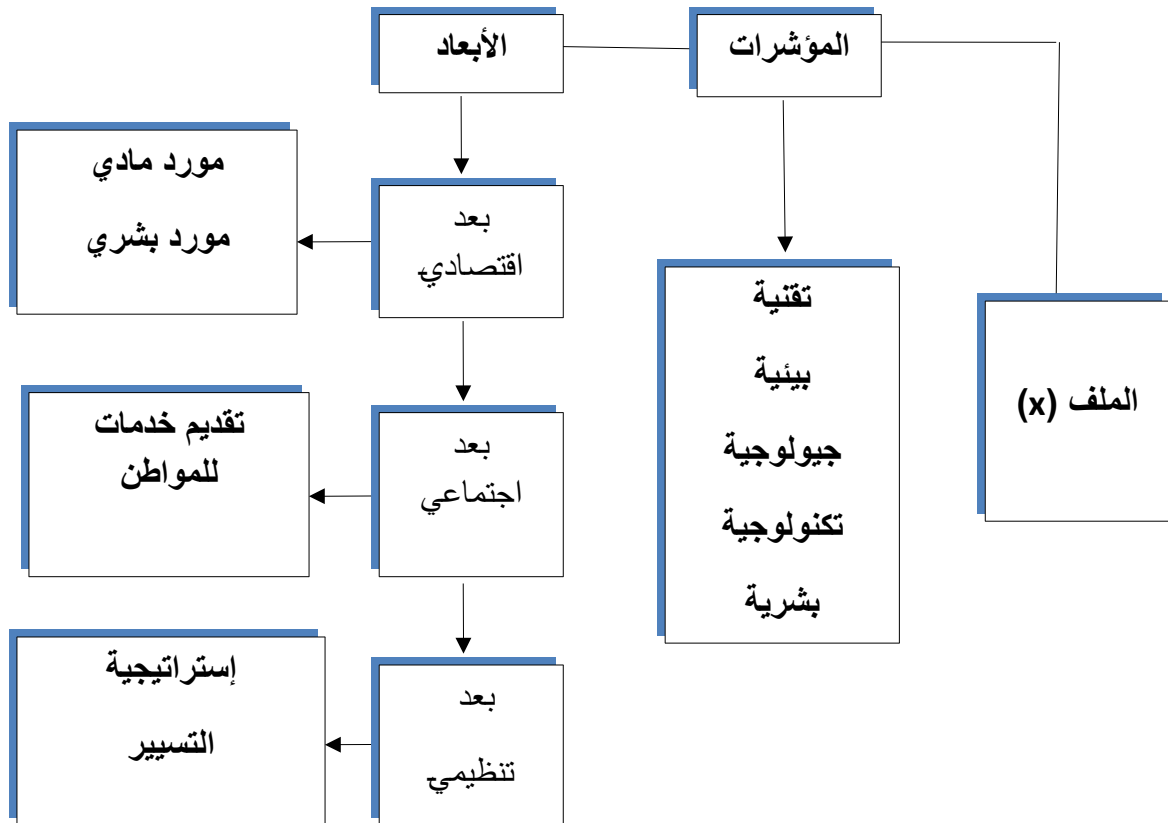 المؤشرات
الأبعاد
الملف (x)
تقنية
بيئية
جيولوجية
تكنولوجية
بشرية
بعد
اقتصادي
مورد مادي
مورد بشري
بعد
اجتماعي
تقديم خدمات
للمواطن
بعد
تنظيمي
إستراتيجية
التسيير